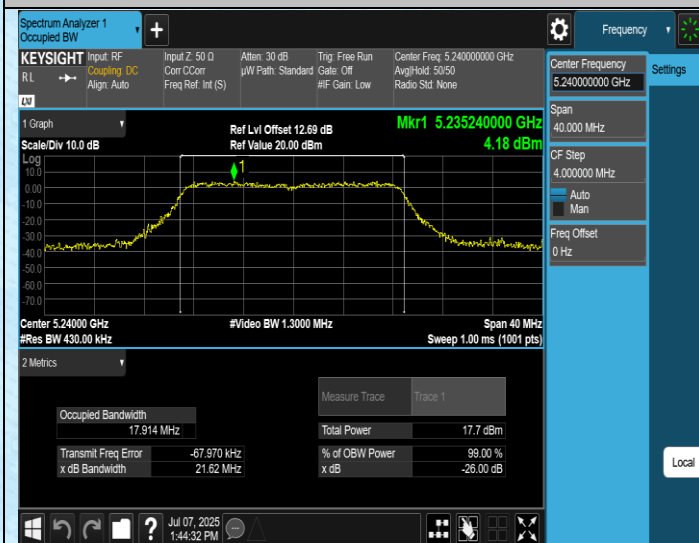 Spectrum Analyzer 1
Occupied BW
Frequency
KEYSIGHT
Input: RF
Coupling: DC
Align: Auto
Input Z: 50 Ω
Corr CCorr
Freq Ref: Int (S)
Atten: 30 dB
µW Path: Standard
Trig: Free Run
Gate: Off
#IF Gain: Low
Center Freq: 5.240000000 GHz
Avg|Hold: 50/50
Radio Std: None
R L
LXI
Center Frequency
5.240000000 GHz
Settings
Span
40.000 MHz
CF Step
4.000000 MHz
Auto
Man
Freq Offset
0 Hz
1 Graph
Scale/Div 10.0 dB
Ref Lvl Offset 12.69 dB
Ref Value 20.00 dBm
Mkr1 5.235240000 GHz
4.18 dBm
Log
10.0
0.00
-10.0
-20.0
-30.0
-40.0
-50.0
-60.0
-70.0
1
Center 5.24000 GHz
#Res BW 430.00 kHz
#Video BW 1.3000 MHz
Span 40 MHz
Sweep 1.00 ms (1001 pts)
2 Metrics
Measure Trace
Trace 1
Occupied Bandwidth
17.914 MHz
Total Power
17.7 dBm
Transmit Freq Error
-67.970 kHz
% of OBW Power
99.00 %
x dB Bandwidth
21.62 MHz
x dB
-26.00 dB
Local
?
Jul 07, 2025
1:44:32 PM